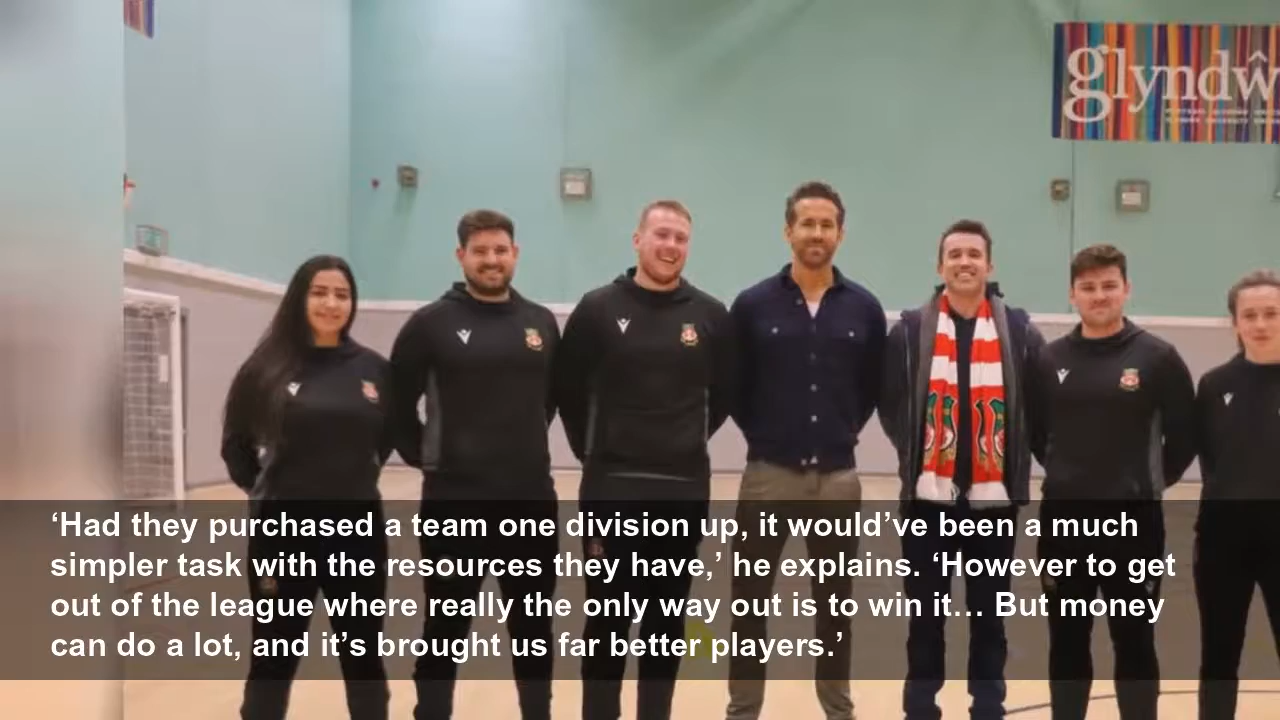 glyndŵ
‘Had they purchased a team one division up, it would’ve been a much
simpler task with the resources they have,’ he explains. ‘However to get
out of the league where really the only way out is to win it… But money
can do a lot, and it’s brought us far better players.’